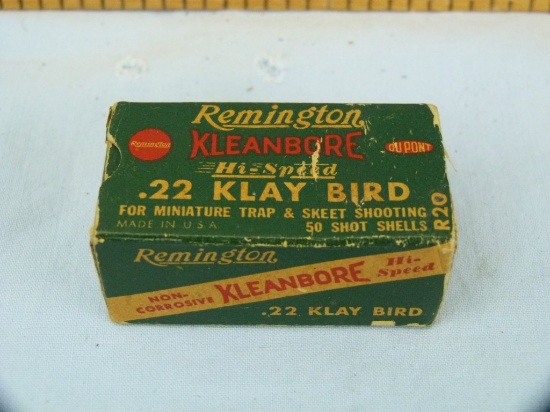 Remington
KLEANBORE
Hi-Speed
REMINGTON
DU PONT
.22 KLAY BIRD
FOR MINIATURE TRAP & SKEET SHOOTING
MADE IN U.S.A.
50 SHOT SHELLS
R20
Remington
NON-CORROSIVE
KLEANBORE
Hi-Speed
.22 KLAY BIRD